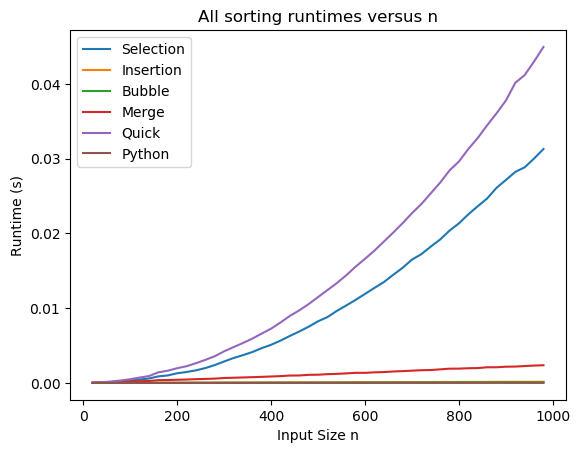 All sorting runtimes versus n
Selection
Insertion
Bubble
Merge
Quick
Python
0.04
0.03
0.02
0.01
0.00
Runtime (s)
0 200 400 600 800 1000
Input Size n